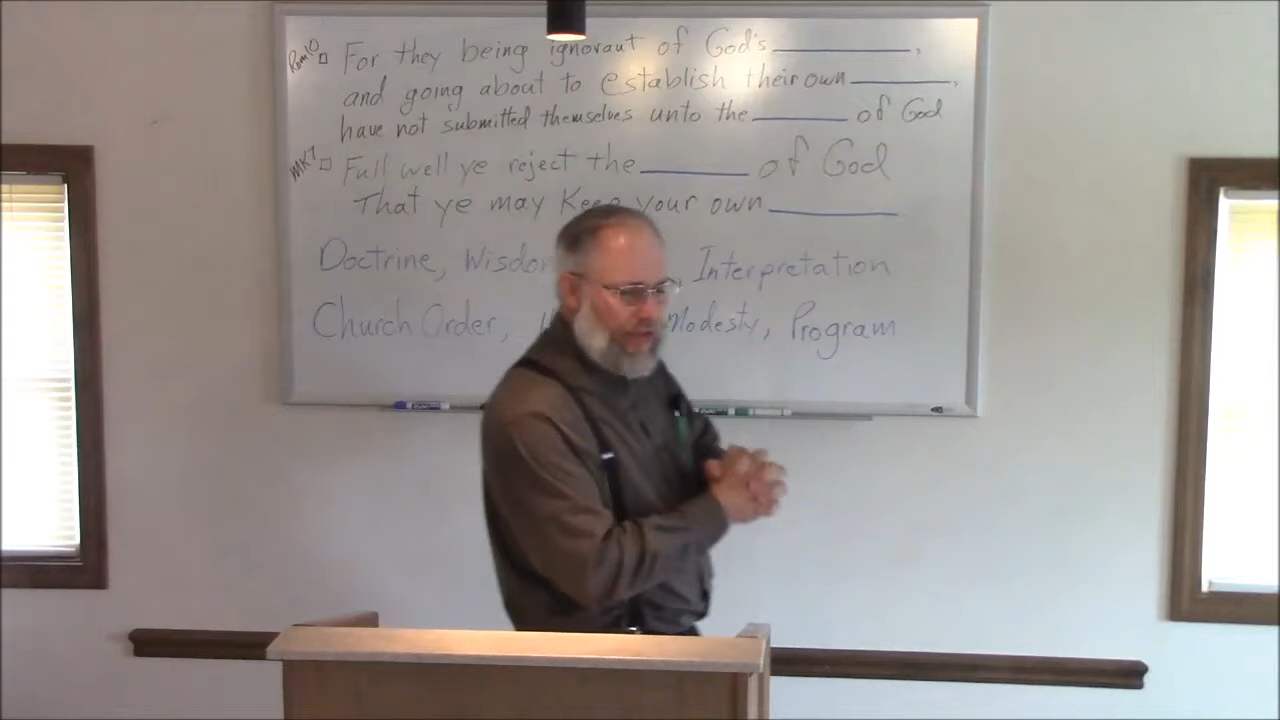 Rom10 For they being ignorant of God's ________,
and going about to establish their own ________,
have not submitted themselves unto the ________ of God
MK7 Full well ye reject the ________ of God
That ye may Keep your own ________
Doctrine, Wisdom Interpretation
Church Order, Modesty, Program